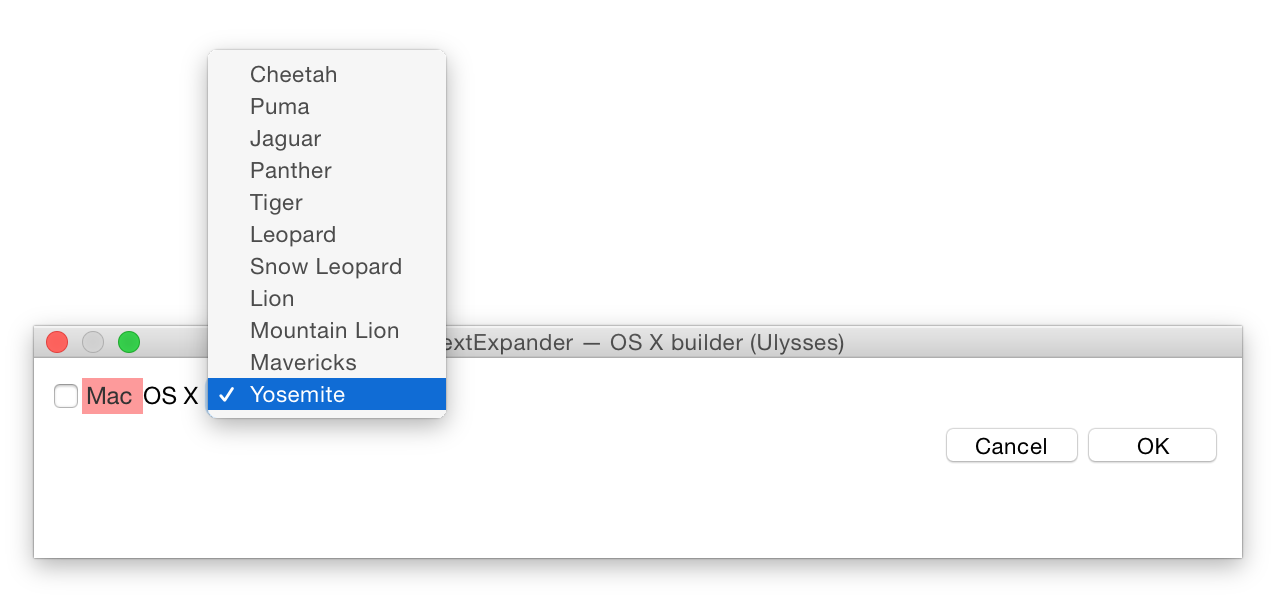 Cheetah
Puma
Jaguar
Panther
Tiger
Leopard
Snow Leopard
Lion
Mountain Lion
extExpander — OS X builder (Ulysses)
Mavericks
Mac OS X ✓ Yosemite
Cancel OK